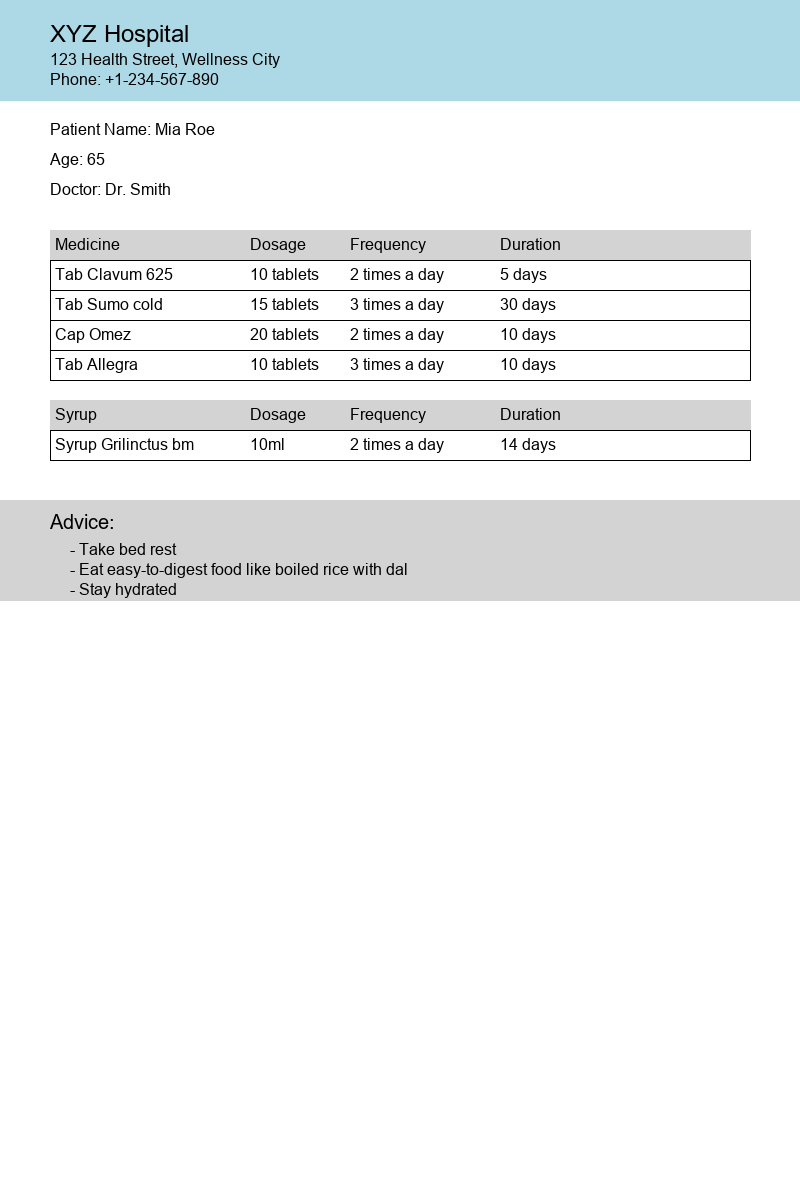 XYZ Hospital
123 Health Street, Wellness City
Phone: +1-234-567-890
Patient Name: Mia Roe
Age: 65
Doctor: Dr. Smith
Medicine Dosage Frequency Duration
Tab Clavum 625 10 tablets 2 times a day 5 days
Tab Sumo cold 15 tablets 3 times a day 30 days
Cap Omez 20 tablets 2 times a day 10 days
Tab Allegra 10 tablets 3 times a day 10 days
Syrup Dosage Frequency Duration
Syrup Grilinctus bm 10ml 2 times a day 14 days
Advice:
- Take bed rest
- Eat easy-to-digest food like boiled rice with dal
- Stay hydrated